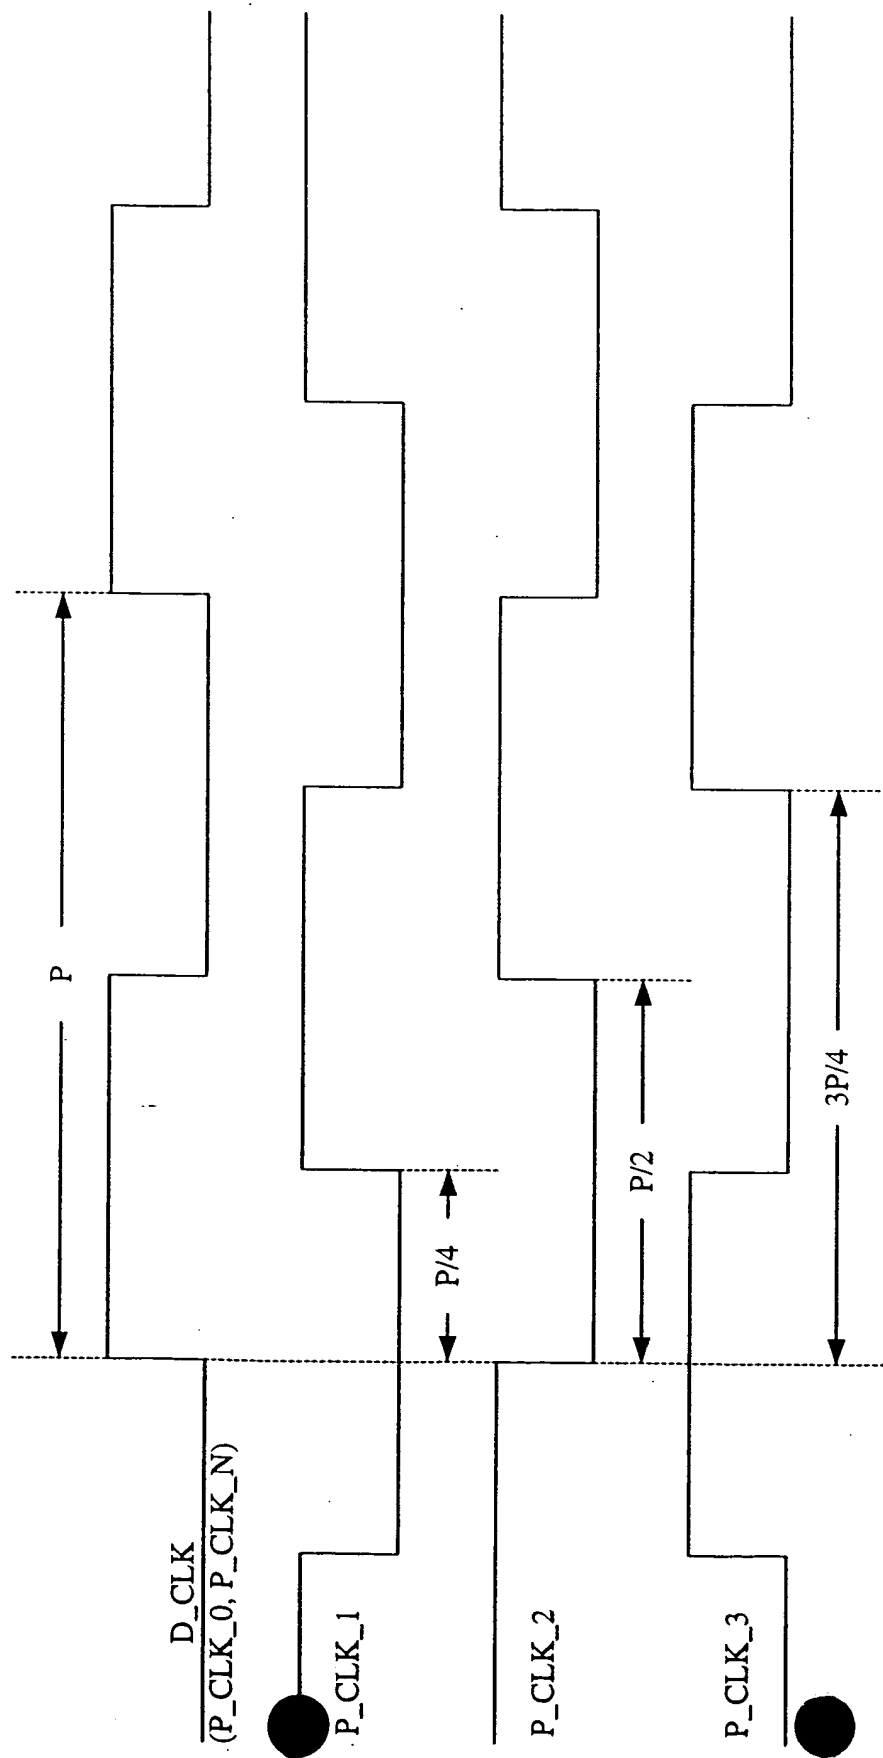 P
D_CLK
(P_CLK_0, P_CLK_N)
P_CLK_1
P/4
P_CLK_2
P/2
P_CLK_3
3P/4